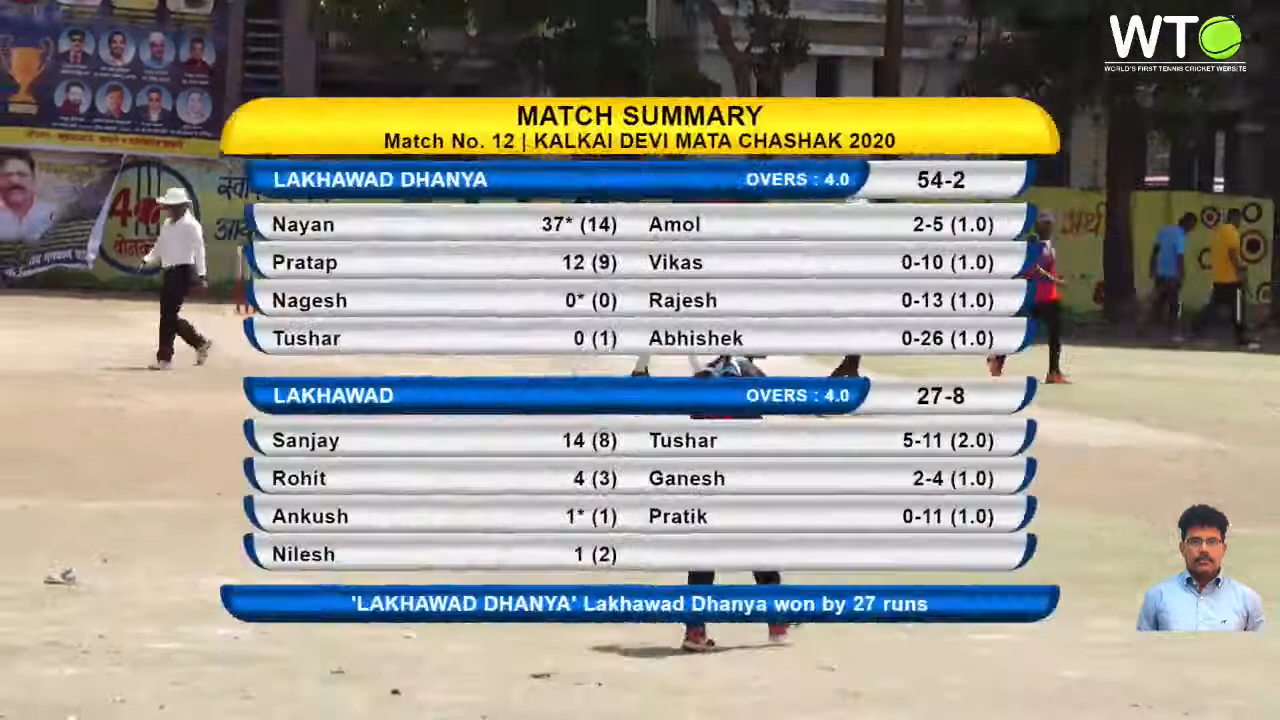 WTC
WORLD'S FIRST TENNIS CRICKET WEBSITE
MATCH SUMMARY
Match No. 12 | KALKAI DEVI MATA CHASHAK 2020
LAKHAWAD DHANYA OVERS : 4.0 54-2
Nayan 37* (14) Amol 2-5 (1.0)
Pratap 12 (9) Vikas 0-10 (1.0)
Nagesh 0* (0) Rajesh 0-13 (1.0)
Tushar 0 (1) Abhishek 0-26 (1.0)
LAKHAWAD OVERS : 4.0 27-8
Sanjay 14 (8) Tushar 5-11 (2.0)
Rohit 4 (3) Ganesh 2-4 (1.0)
Ankush 1* (1) Pratik 0-11 (1.0)
Nilesh 1 (2)
'LAKHAWAD DHANYA' Lakhawad Dhanya won by 27 runs